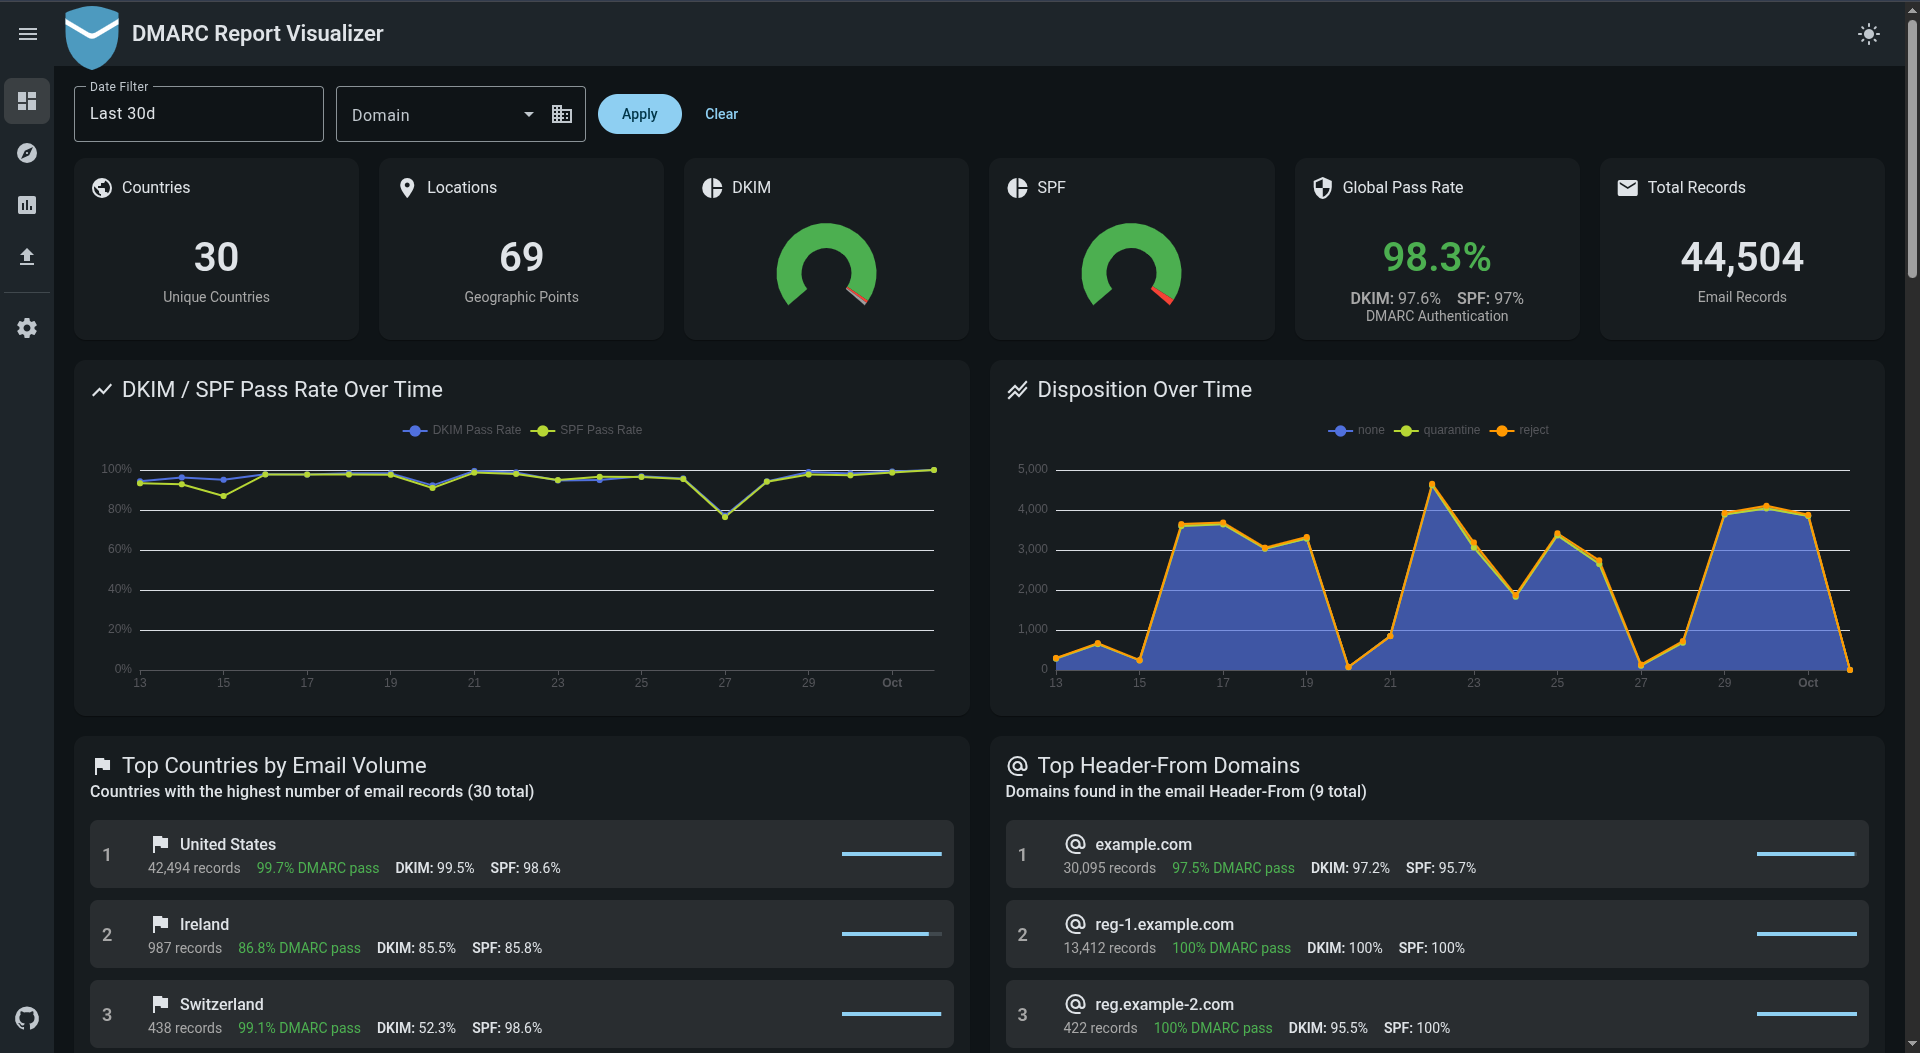 DMARC Report Visualizer
Date Filter
Last 30d
Domain
Apply
Clear
Countries
30
Unique Countries
Locations
69
Geographic Points
DKIM
SPF
Global Pass Rate
98.3%
DKIM: 97.6% SPF: 97%
DMARC Authentication
Total Records
44,504
Email Records
DKIM / SPF Pass Rate Over Time
DKIM Pass Rate SPF Pass Rate
100%
80%
60%
40%
20%
0%
13 15 17 19 21 23 25 27 29 Oct
Disposition Over Time
none quarantine reject
5,000
4,000
3,000
2,000
1,000
0
13 15 17 19 21 23 25 27 29 Oct
Top Countries by Email Volume
Countries with the highest number of email records (30 total)
1
United States
42,494 records 99.7% DMARC pass DKIM: 99.5% SPF: 98.6%
2
Ireland
987 records 86.8% DMARC pass DKIM: 85.5% SPF: 85.8%
3
Switzerland
438 records 99.1% DMARC pass DKIM: 52.3% SPF: 98.6%
Top Header-From Domains
Domains found in the email Header-From (9 total)
1
example.com
30,095 records 97.5% DMARC pass DKIM: 97.2% SPF: 95.7%
2
reg-1.example.com
13,412 records 100% DMARC pass DKIM: 100% SPF: 100%
3
reg.example-2.com
422 records 100% DMARC pass DKIM: 95.5% SPF: 100%